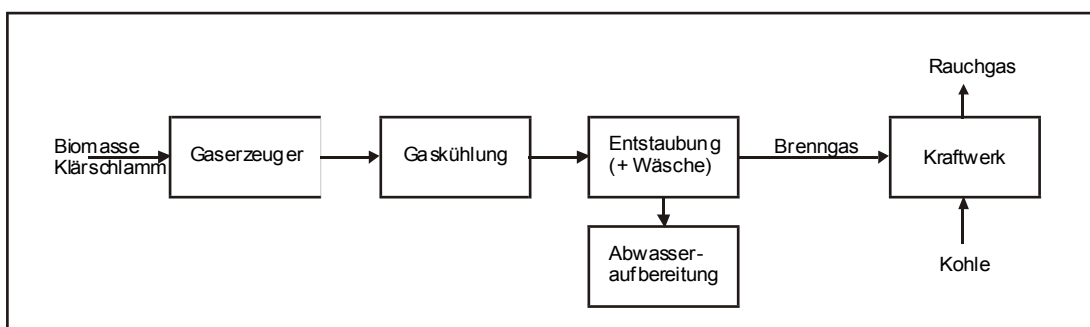 Rauchgas
Biomasse
Klärschlamm
Gaserzeuger
Gaskühlung
Entstaubung
(+ Wäsche)
Brenngas
Kraftwerk
Abwasser-
aufbereitung
Kohle